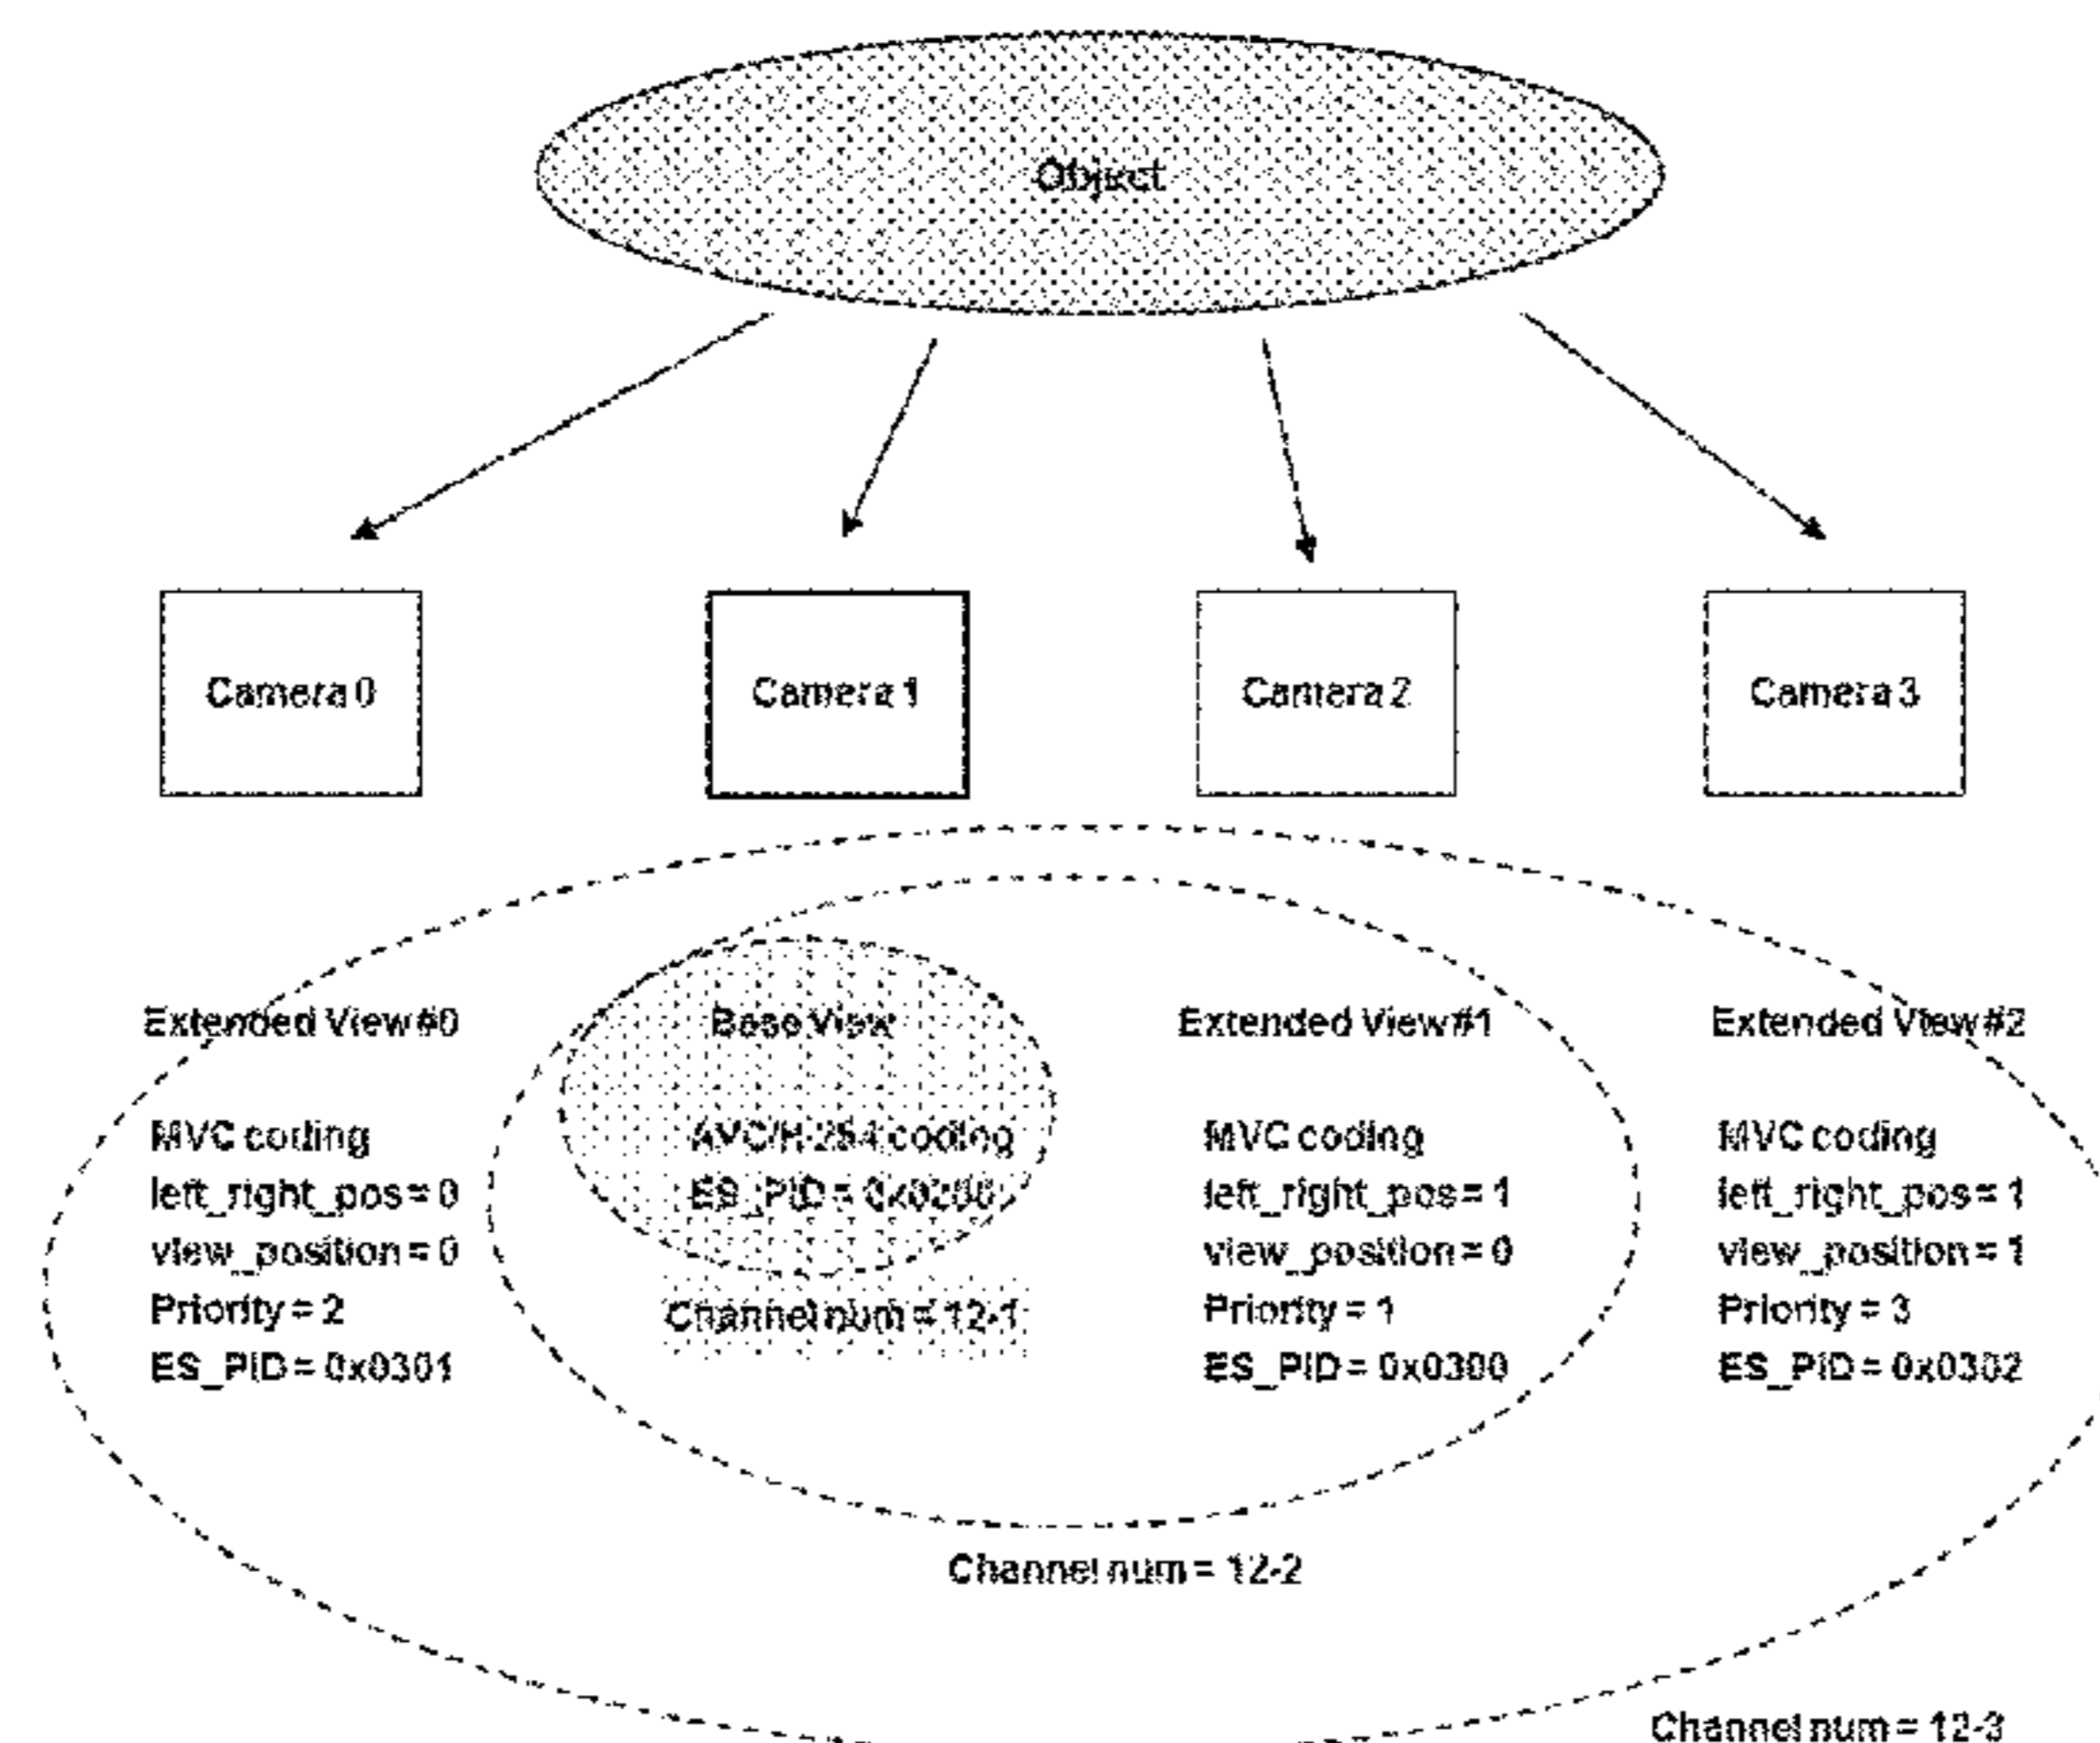 Object
Camera 0
Camera 1
Camera 2
Camera 3
Extended View #0
MVC coding
left_right_pos = 0
view_position = 0
Priority = 2
ES_PID = 0x0301
Base View
AVC/H.264 coding
ES_PID = 0x0200
Channel num = 12-1
Extended View #1
MVC coding
left_right_pos = 1
view_position = 0
Priority = 1
ES_PID = 0x0300
Extended View #2
MVC coding
left_right_pos = 1
view_position = 1
Priority = 3
ES_PID = 0x0302
Channel num = 12-2
Channel num = 12-3